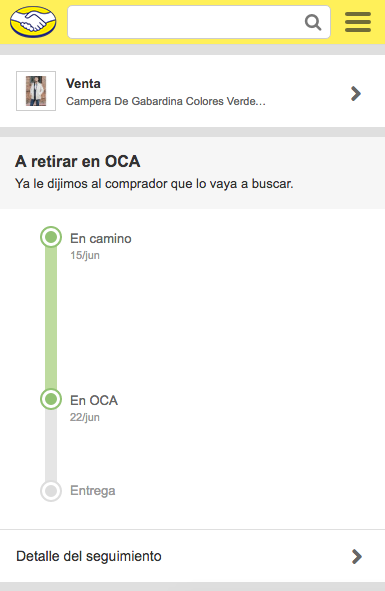 Venta
Campera De Gabardina Colores Verde...
A retirar en OCA
Ya le dijimos al comprador que lo vaya a buscar.
En camino
15/jun
En OCA
22/jun
Entrega
Detalle del seguimiento